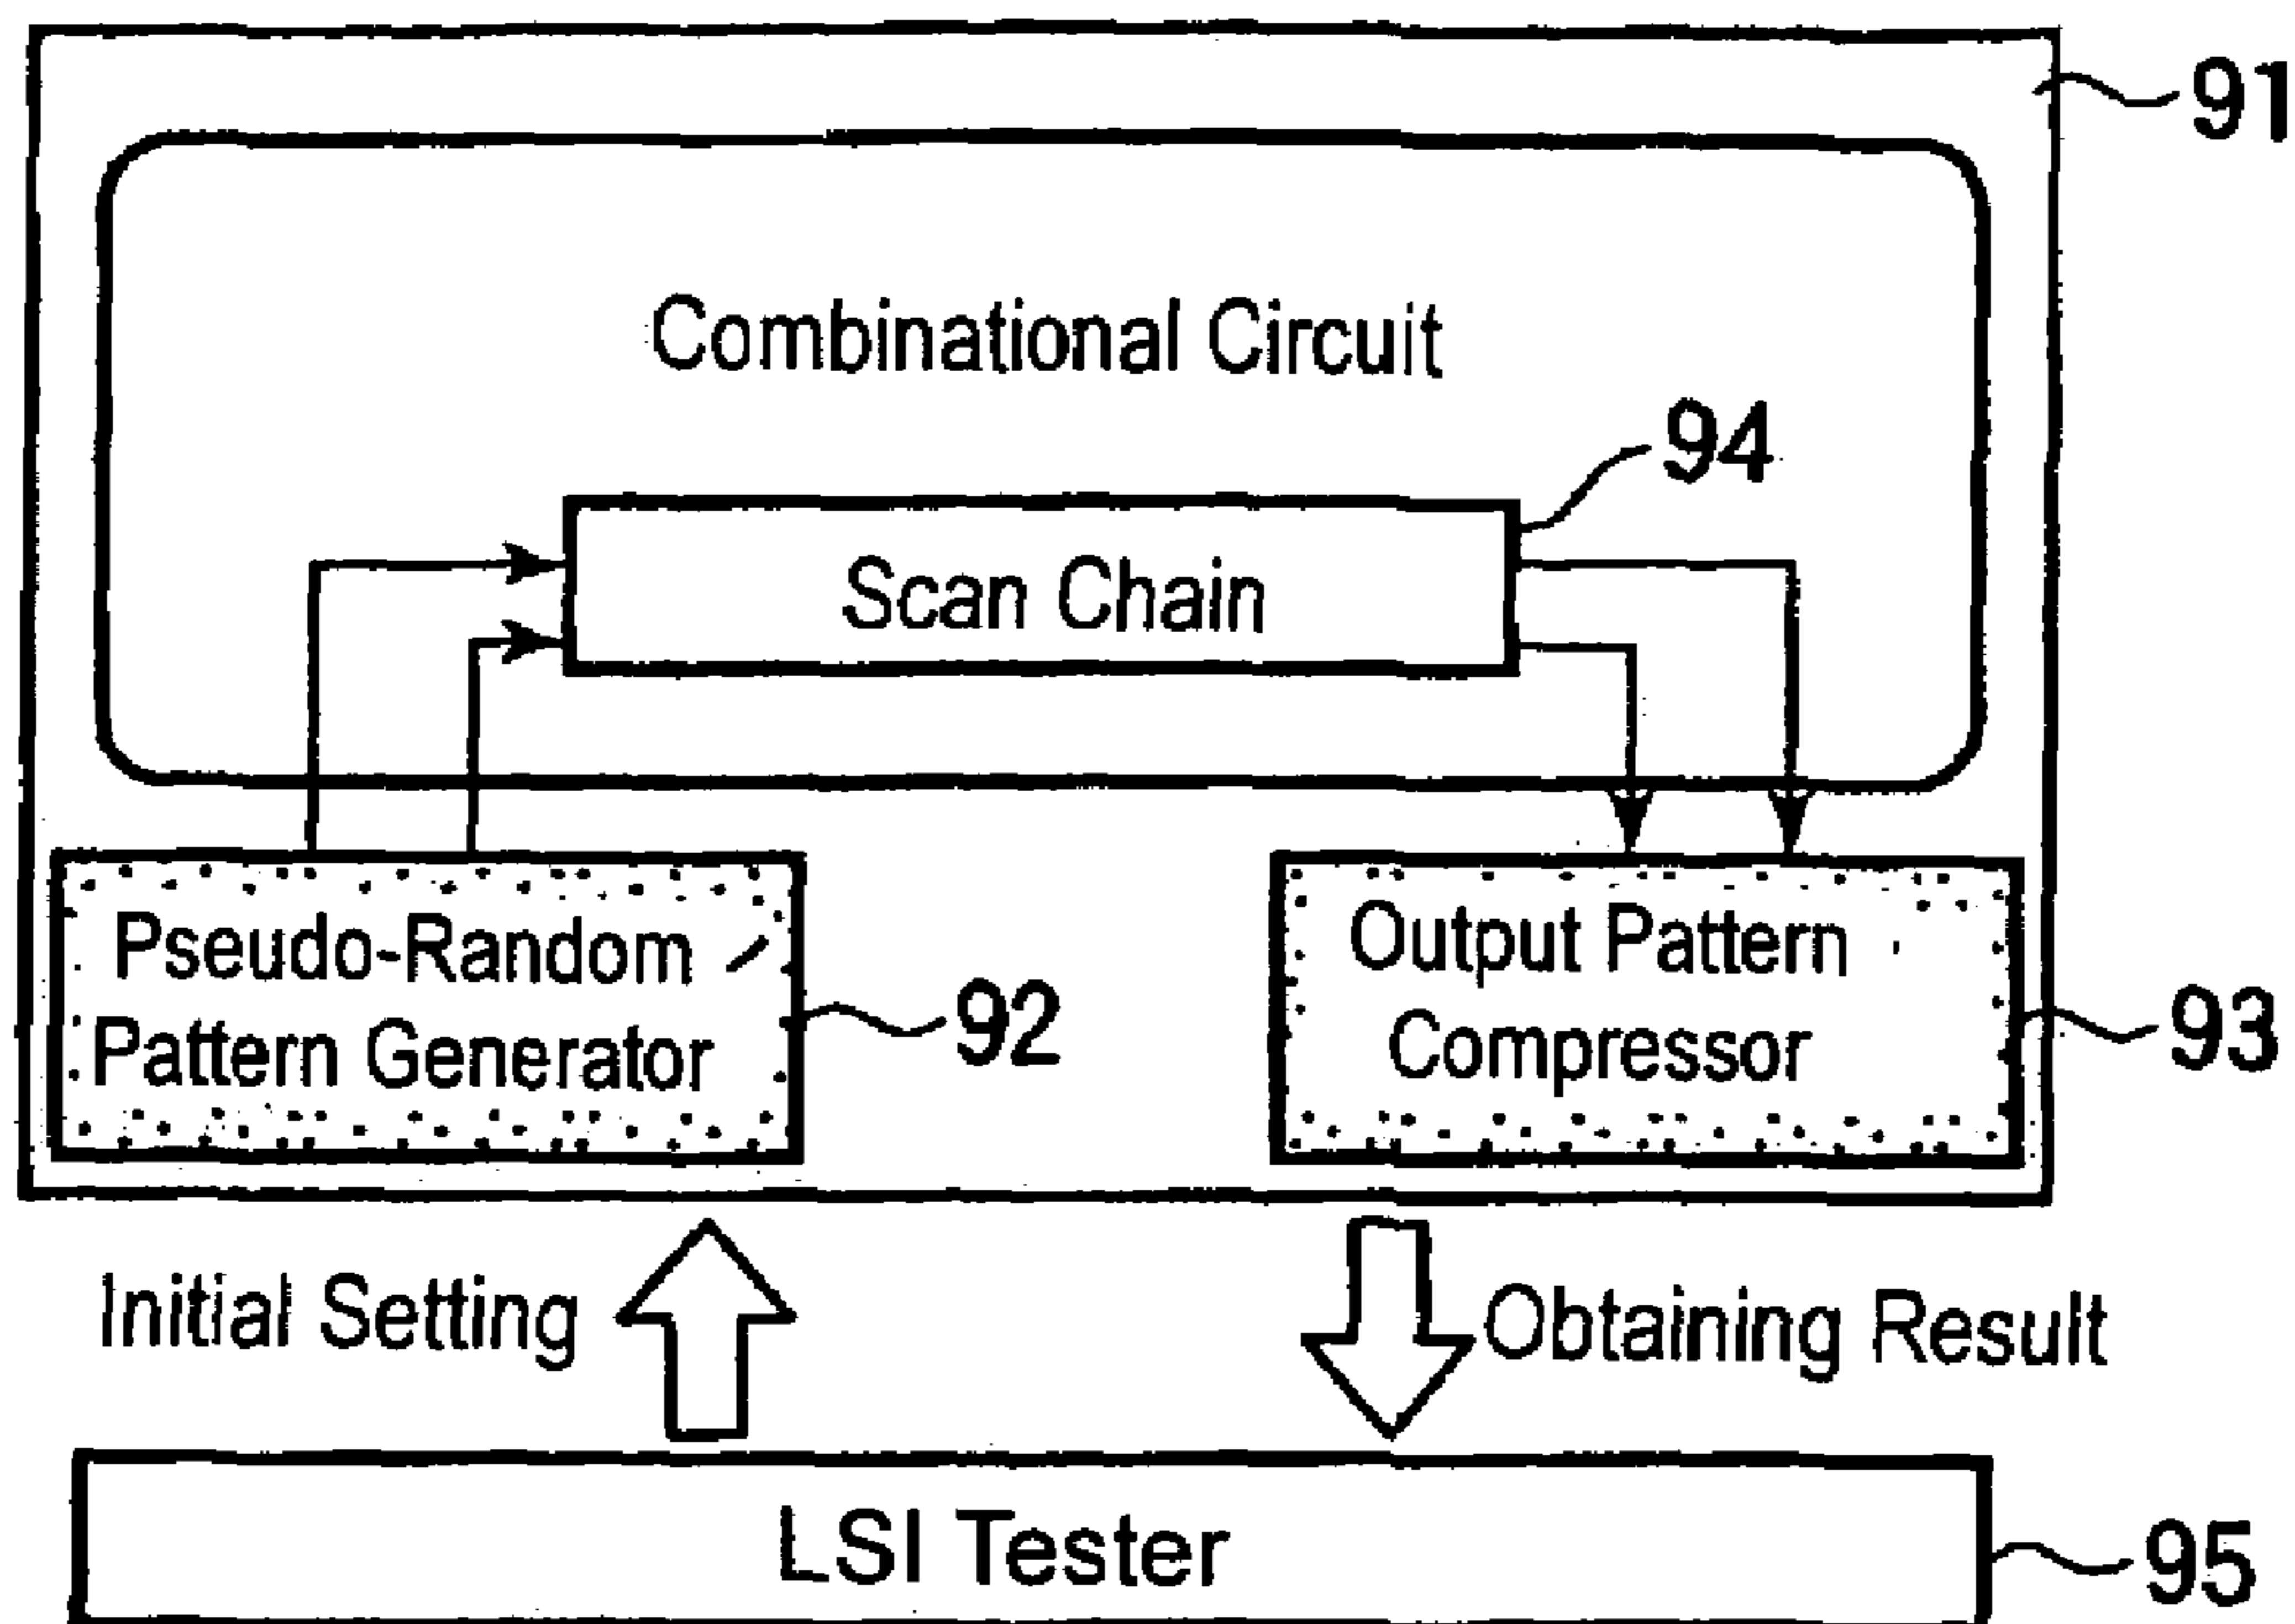 91
Combinational Circuit
94
Scan Chain
Pseudo-Random
Pattern Generator
92
Output Pattern
Compressor
93
Initial Setting
Obtaining Result
LSI Tester
95